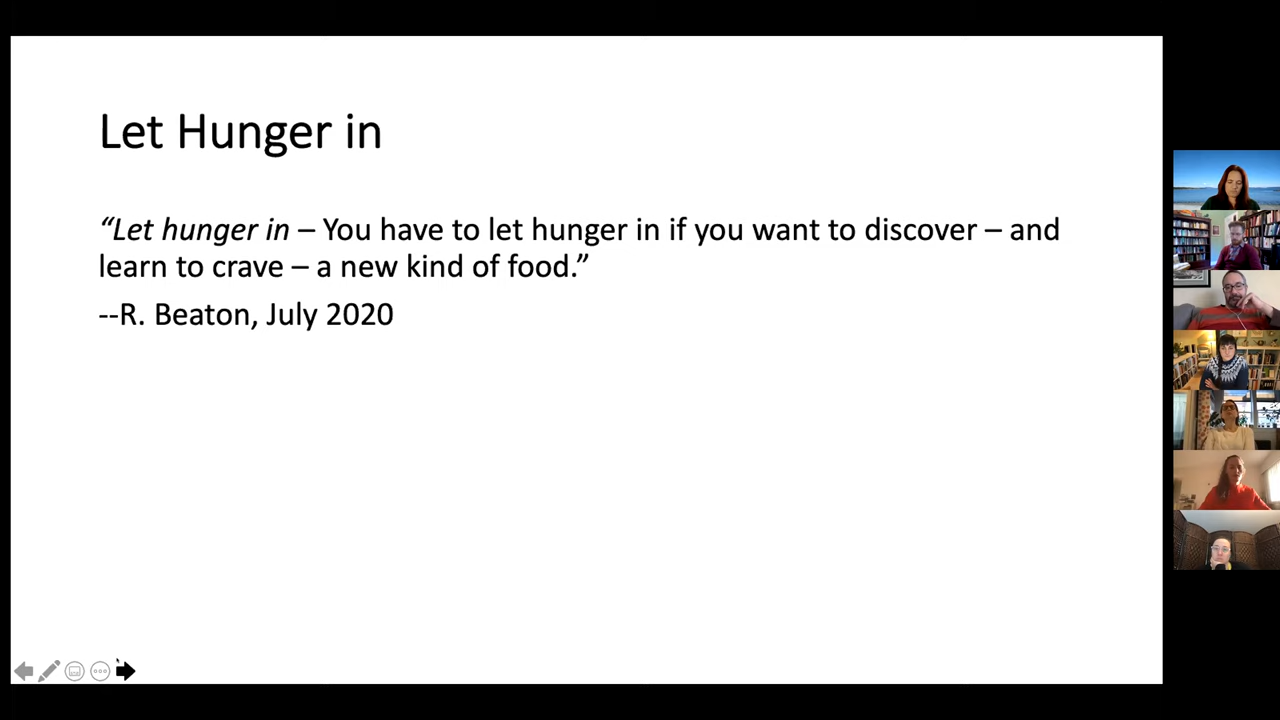 Let Hunger in
“Let hunger in – You have to let hunger in if you want to discover – and
learn to crave – a new kind of food.”
--R. Beaton, July 2020